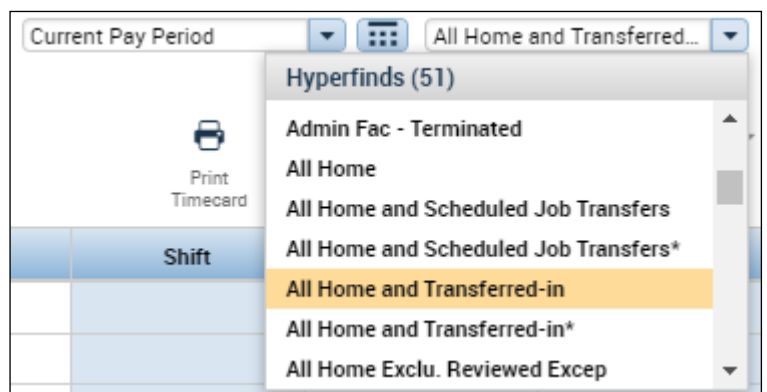 Current Pay Period
All Home and Transferred...
Hyperfinds (51)
Admin Fac - Terminated
All Home
All Home and Scheduled Job Transfers
All Home and Scheduled Job Transfers*
All Home and Transferred-in
All Home and Transferred-in*
All Home Exclu. Reviewed Excep
Print
Timecard
Shift